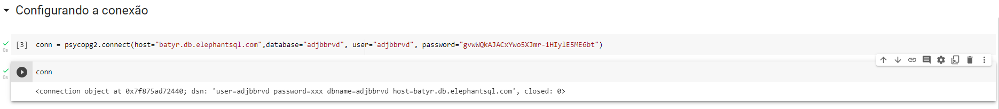 Configurando a conexão
0s
[3] conn = psycopg2.connect(host="batyr.db.elephantsql.com",database="adjbbrvd", user="adjbbrvd", password="gvwWQkAJACxYwo5XJmr-1HIylE5ME6bt")
0s
conn
<connection object at 0x7f875ad72440; dsn: 'user=adjbbrvd password=xxx dbname=adjbbrvd host=batyr.db.elephantsql.com', closed: 0>